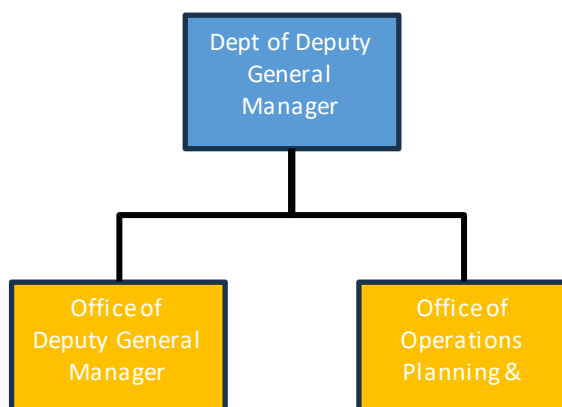 Dept of Deputy
General
Manager
Office of
Deputy General
Manager
Office of
Operations
Planning &